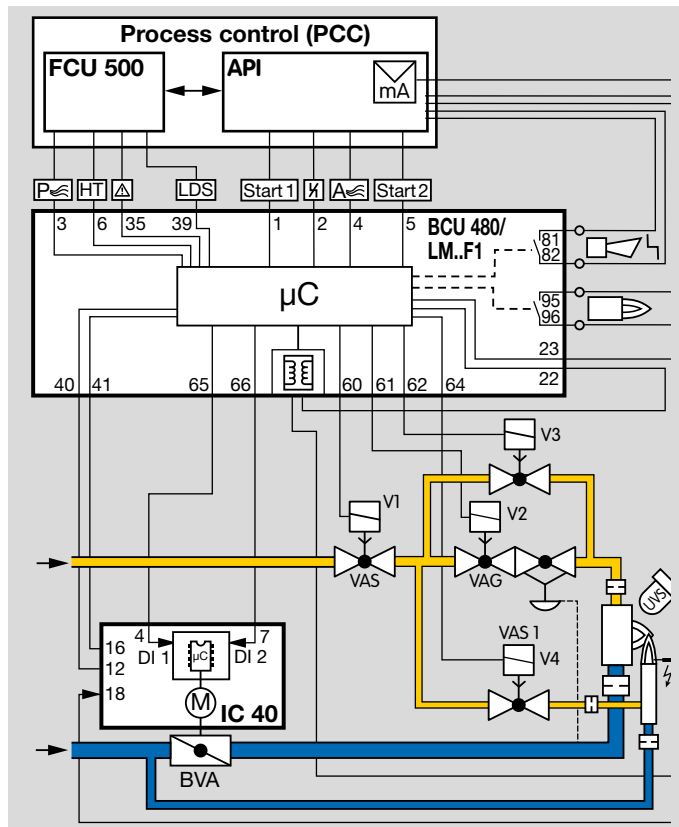 Process control (PCC)
FCU 500
API
mA
P
HT
LDS
Start 1
A
Start 2
3
6
35
39
1
2
4
5
BCU 480/
LM..F1
81
82
µC
95
96
23
22
40
41
65
66
60
61
62
64
V3
V1
V2
VAS
VAG
UVS
4
7
16
DI 1
µC
DI 2
12
18
M
IC 40
VAS 1
V4
BVA